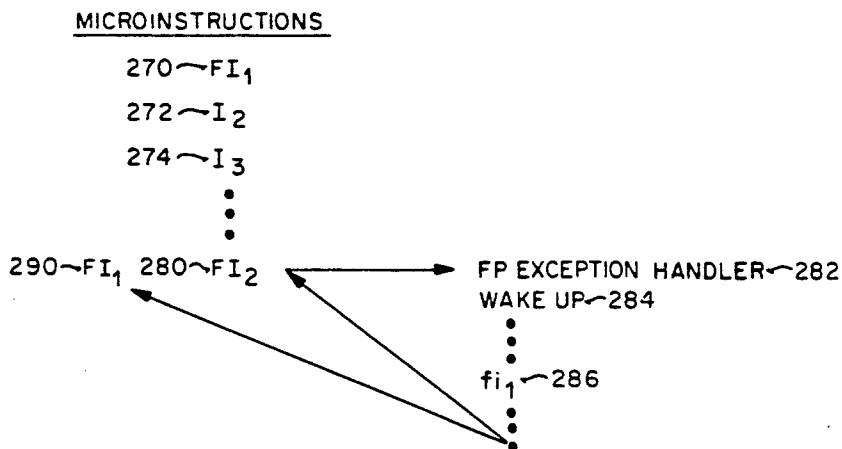 MICROINSTRUCTIONS
270~FI₁
272~I₂
274~I₃
290~FI₁ 280~FI₂
FP EXCEPTION HANDLER~282
WAKE UP~284
fi₁~286